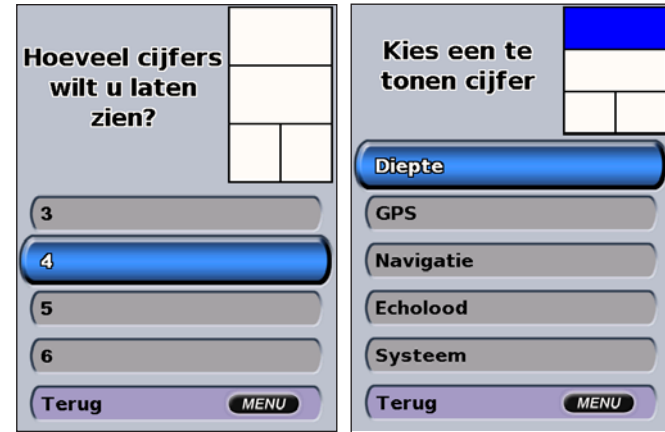 Hoeveel cijfers
wilt u laten
zien?
3
4
5
6
Terug MENU
Kies een te
tonen cijfer
Diepte
GPS
Navigatie
Echolood
Systeem
Terug MENU